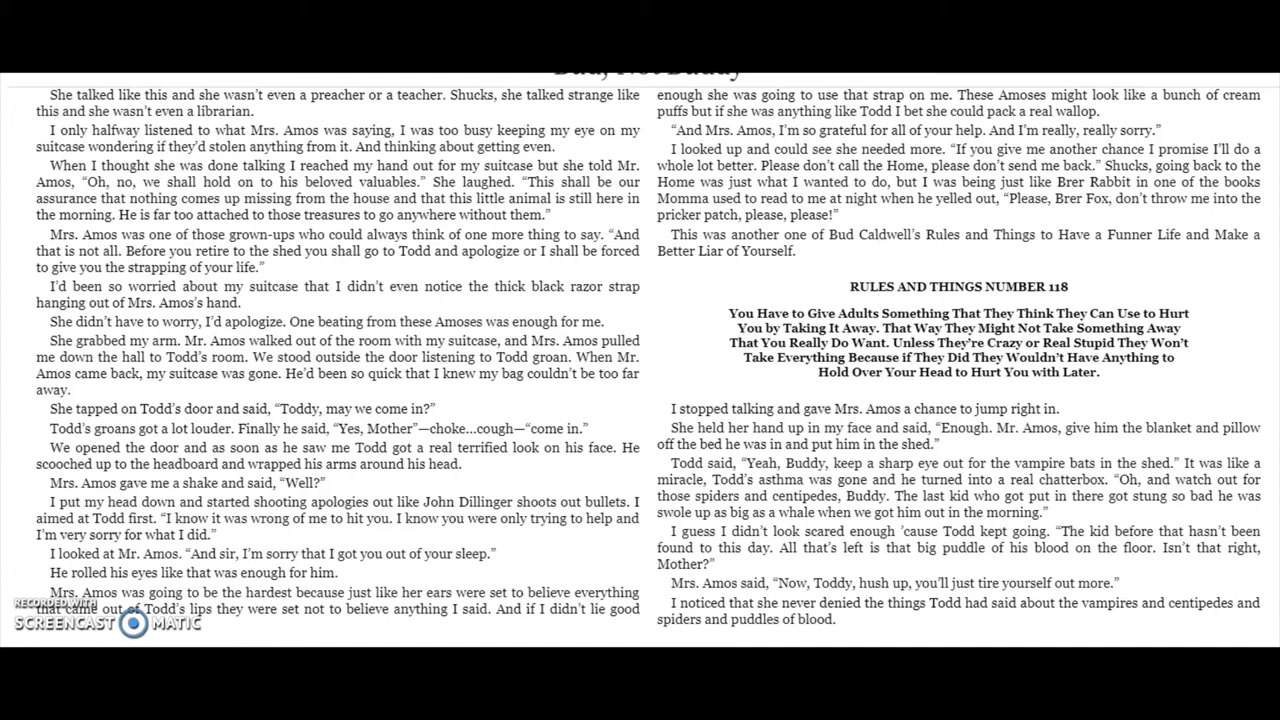 Bud, Not Buddy
She talked like this and she wasn't even a preacher or a teacher. Shucks, she talked strange like
this and she wasn't even a librarian.
I only halfway listened to what Mrs. Amos was saying, I was too busy keeping my eye on my
suitcase wondering if they'd stolen anything from it. And thinking about getting even.
When I thought she was done talking I reached my hand out for my suitcase but she told Mr.
Amos, “Oh, no, we shall hold on to his beloved valuables.” She laughed. “This shall be our
assurance that nothing comes up missing from the house and that this little animal is still here in
the morning. He is far too attached to those treasures to go anywhere without them.”
Mrs. Amos was one of those grown-ups who could always think of one more thing to say. “And
that is not all. Before you retire to the shed you shall go to Todd and apologize or I shall be forced
to give you the strapping of your life.”
I'd been so worried about my suitcase that I didn't even notice the thick black razor strap
hanging out of Mrs. Amos's hand.
She didn't have to worry, I'd apologize. One beating from these Amoses was enough for me.
She grabbed my arm. Mr. Amos walked out of the room with my suitcase, and Mrs. Amos pulled
me down the hall to Todd's room. We stood outside the door listening to Todd groan. When Mr.
Amos came back, my suitcase was gone. He'd been so quick that I knew my bag couldn't be too far
away.
She tapped on Todd's door and said, “Toddy, may we come in?”
Todd's groans got a lot louder. Finally he said, “Yes, Mother”—choke...cough—“come in.”
We opened the door and as soon as he saw me Todd got a real terrified look on his face. He
scooched up to the headboard and wrapped his arms around his head.
Mrs. Amos gave me a shake and said, “Well?”
I put my head down and started shooting apologies out like John Dillinger shoots out bullets. I
aimed at Todd first. “I know it was wrong of me to hit you. I know you were only trying to help and
I'm very sorry for what I did.”
I looked at Mr. Amos. “And sir, I'm sorry that I got you out of your sleep.”
He rolled his eyes like that was enough for him.
Mrs. Amos was going to be the hardest because just like her ears were set to believe everything
that came out of Todd's lips they were set not to believe anything I said. And if I didn't lie good
enough she was going to use that strap on me. These Amoses might look like a bunch of cream
puffs but if she was anything like Todd I bet she could pack a real wallop.
“And Mrs. Amos, I'm so grateful for all of your help. And I'm really, really sorry.”
I looked up and could see she needed more. “If you give me another chance I promise I'll do a
whole lot better. Please don't call the Home, please don't send me back.” Shucks, going back to the
Home was just what I wanted to do, but I was being just like Brer Rabbit in one of the books
Momma used to read to me at night when he yelled out, “Please, Brer Fox, don't throw me into the
pricker patch, please, please!”
This was another one of Bud Caldwell's Rules and Things to Have a Funner Life and Make a
Better Liar of Yourself.
RULES AND THINGS NUMBER 118
You Have to Give Adults Something That They Think They Can Use to Hurt
You by Taking It Away. That Way They Might Not Take Something Away
That You Really Do Want. Unless They're Crazy or Real Stupid They Won't
Take Everything Because if They Did They Wouldn't Have Anything to
Hold Over Your Head to Hurt You with Later.
I stopped talking and gave Mrs. Amos a chance to jump right in.
She held her hand up in my face and said, “Enough. Mr. Amos, give him the blanket and pillow
off the bed he was in and put him in the shed.”
Todd said, “Yeah, Buddy, keep a sharp eye out for the vampire bats in the shed.” It was like a
miracle, Todd's asthma was gone and he turned into a real chatterbox. “Oh, and watch out for
those spiders and centipedes, Buddy. The last kid who got put in there got stung so bad he was
swole up as big as a whale when we got him out in the morning.”
I guess I didn't look scared enough 'cause Todd kept going. “The kid before that hasn't been
found to this day. All that's left is that big puddle of his blood on the floor. Isn't that right,
Mother?”
Mrs. Amos said, “Now, Toddy, hush up, you'll just tire yourself out more.”
I noticed that she never denied the things Todd had said about the vampires and centipedes and
spiders and puddles of blood.
RECORDED WITH
SCREENCAST MATIC